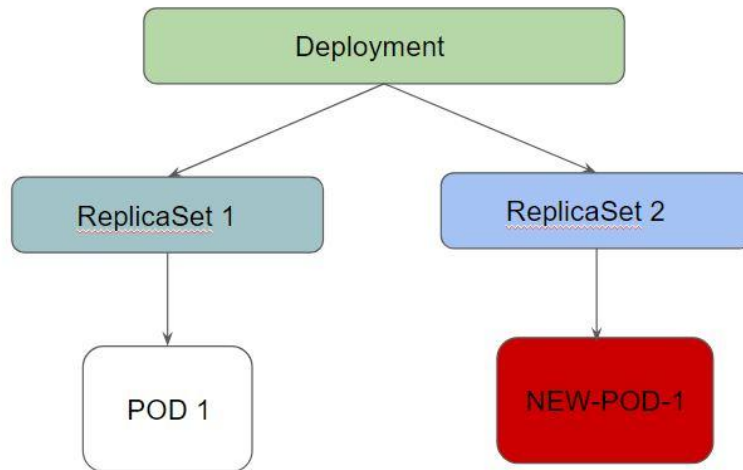 Deployment
ReplicaSet 1
ReplicaSet 2
POD 1
NEW-POD-1